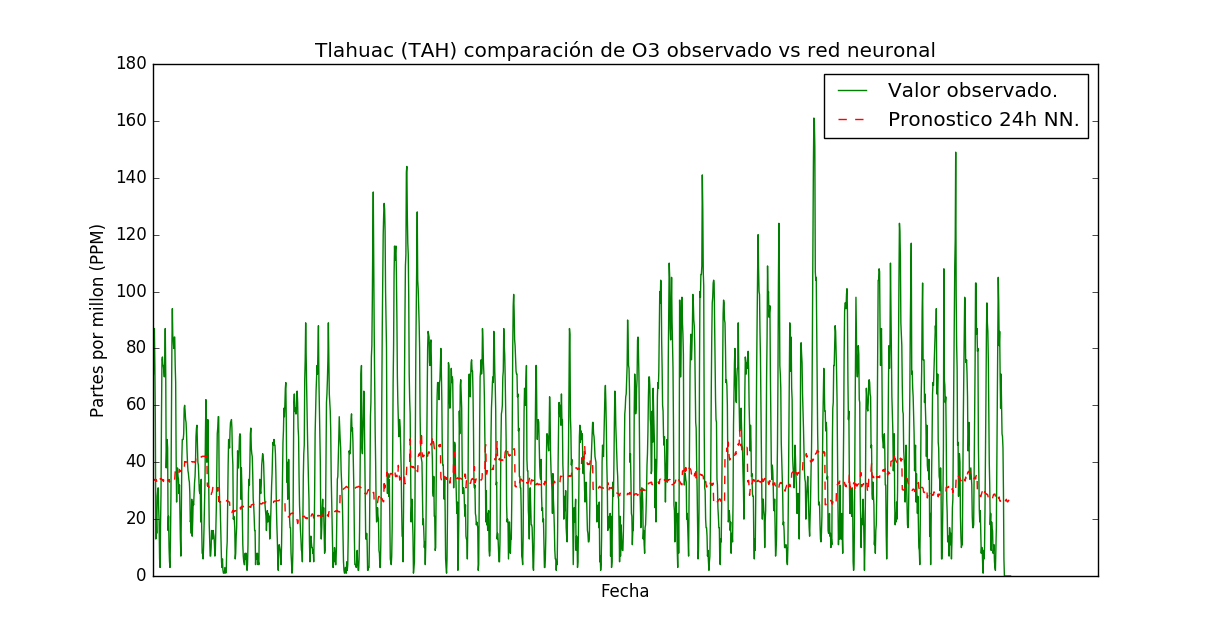 Tlahuac (TAH) comparación de O3 observado vs red neuronal
180
160
140
120
100
80
60
40
20
0
Partes por millon (PPM)
Valor observado.
Pronostico 24h NN.
Fecha